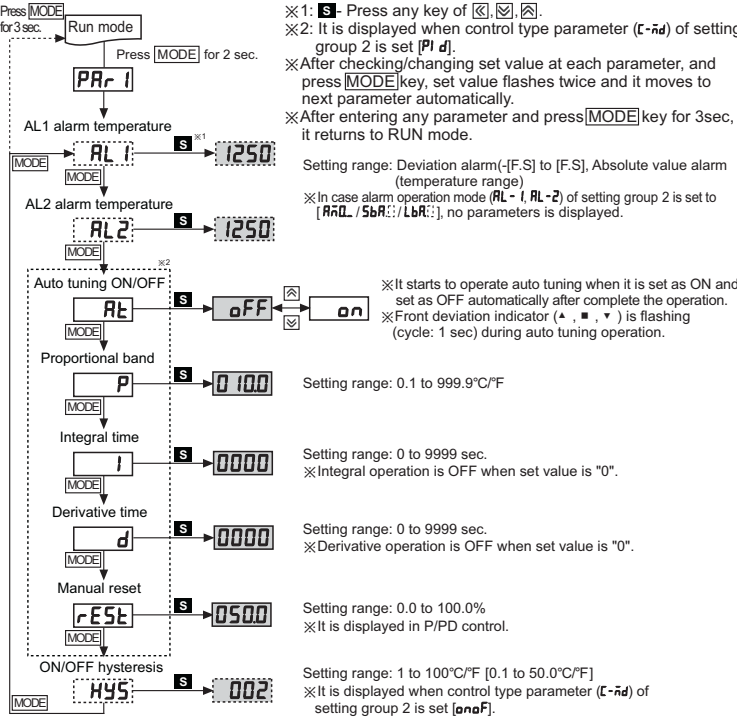 Press MODE
for 3 sec.
Run mode
Press MODE for 2 sec.
PAr 1
※1: S - Press any key of ≪, ︾, ︽.
※2: It is displayed when control type parameter (C-ñd) of setting
group 2 is set [PI d].
※After checking/changing set value at each parameter, and
press MODE key, set value flashes twice and it moves to
next parameter automatically.
※After entering any parameter and press MODE key for 3sec,
it returns to RUN mode.
AL1 alarm temperature
MODE
AL 1
S ※1
1250
Setting range: Deviation alarm(-[F.S] to [F.S], Absolute value alarm
(temperature range)
※In case alarm operation mode (AL - 1, AL -2) of setting group 2 is set to
[ Añ0_ / SbA / LbA ], no parameters is displayed.
MODE
AL2 alarm temperature
AL2
S
1250
MODE
※2
Auto tuning ON/OFF
At
S
oFF
︽
︾
on
※It starts to operate auto tuning when it is set as ON and
set as OFF automatically after complete the operation.
※Front deviation indicator (▲ , ■ , ▼ ) is flashing
(cycle: 1 sec) during auto tuning operation.
MODE
Proportional band
P
S
010.0
Setting range: 0.1 to 999.9℃/℉
MODE
Integral time
I
S
0000
Setting range: 0 to 9999 sec.
※Integral operation is OFF when set value is "0".
MODE
Derivative time
d
S
0000
Setting range: 0 to 9999 sec.
※Derivative operation is OFF when set value is "0".
MODE
Manual reset
rESt
S
050.0
Setting range: 0.0 to 100.0%
※It is displayed in P/PD control.
MODE
ON/OFF hysteresis
HYS
S
002
Setting range: 1 to 100℃/℉ [0.1 to 50.0℃/℉]
※It is displayed when control type parameter (C-ñd) of
setting group 2 is set [onoF].
MODE